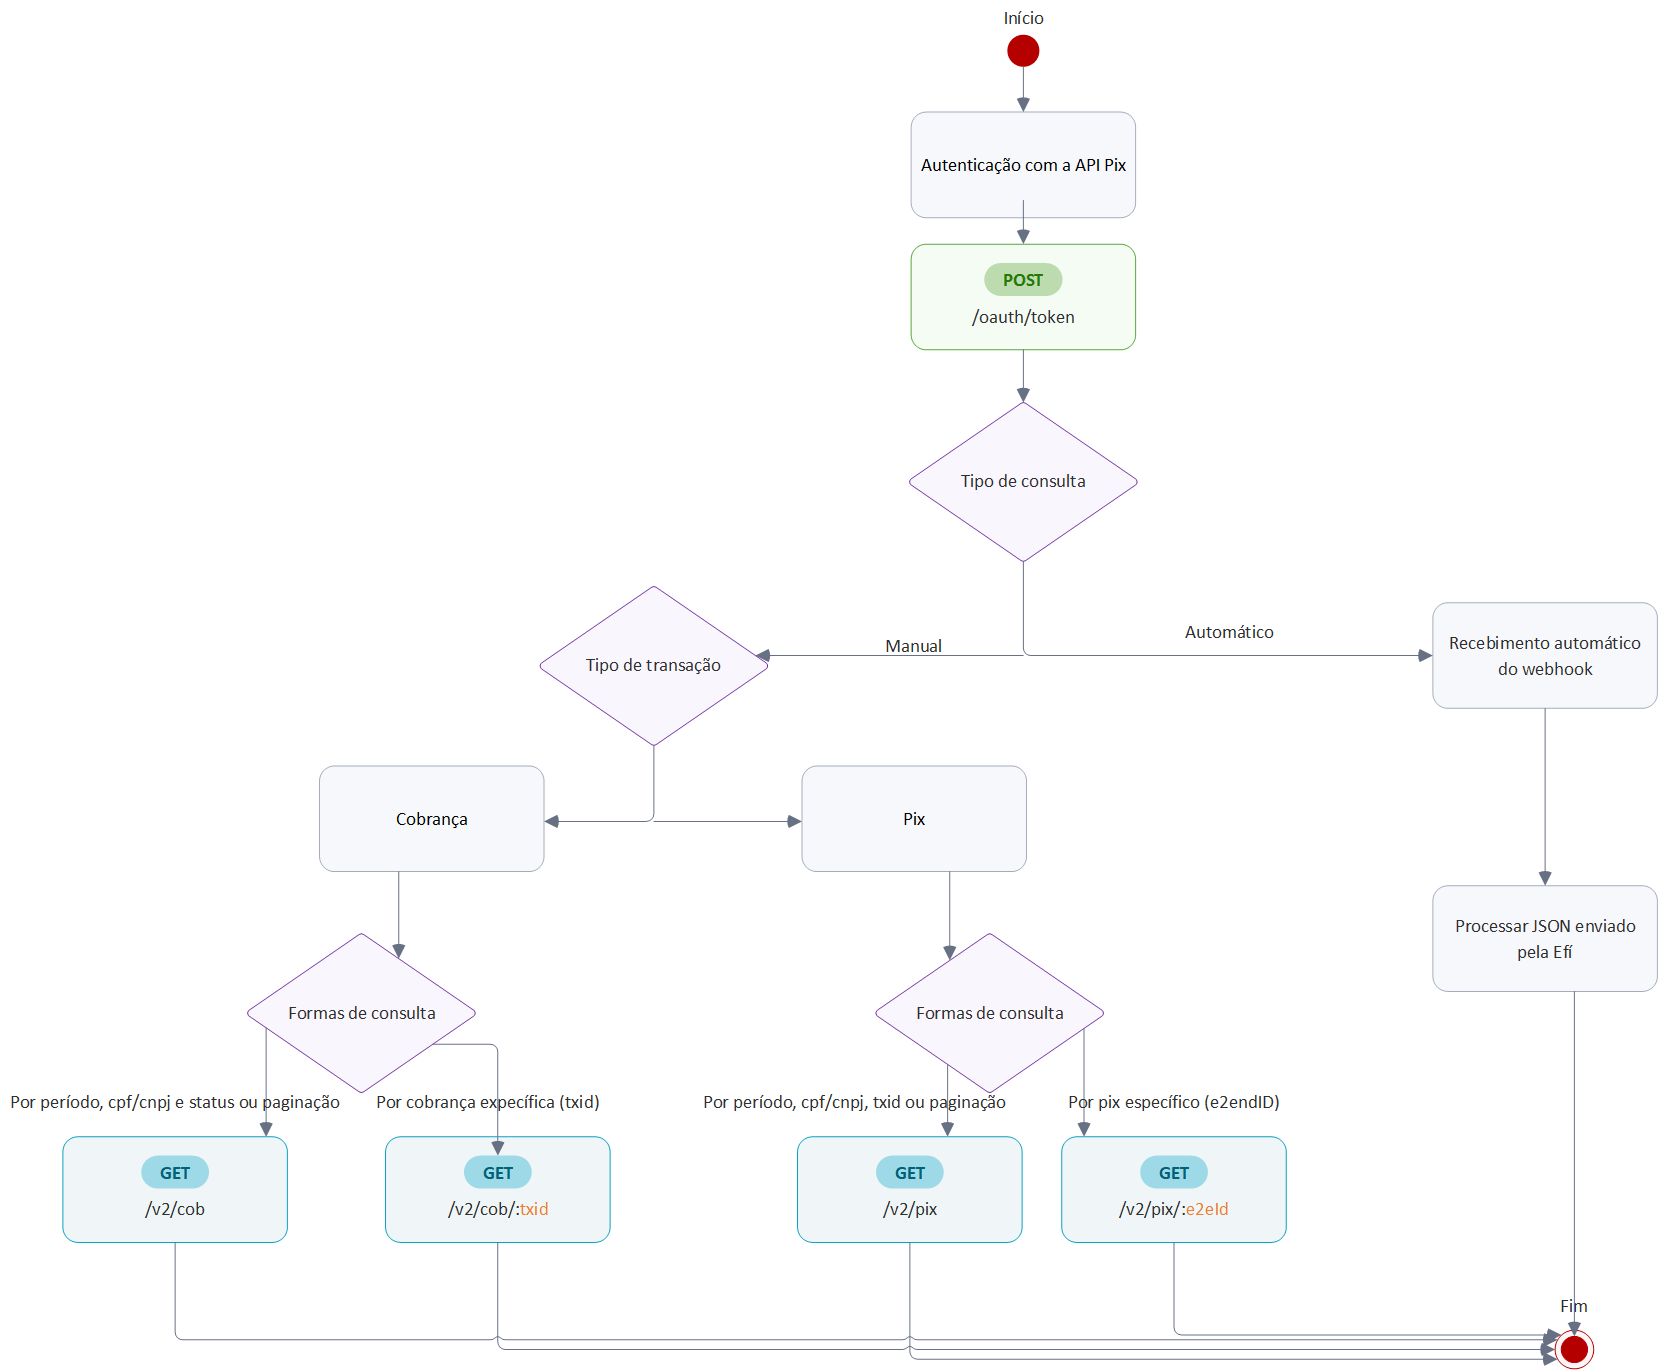 Início
Autenticação com a API Pix
POST
/oauth/token
Tipo de consulta
Manual
Automático
Tipo de transação
Recebimento automático
do webhook
Cobrança
Pix
Processar JSON enviado
pela Efí
Formas de consulta
Formas de consulta
Por período, cpf/cnpj e status ou paginação
Por cobrança expecífica (txid)
Por período, cpf/cnpj, txid ou paginação
Por pix específico (e2endID)
GET
/v2/cob
GET
/v2/cob/:txid
GET
/v2/pix
GET
/v2/pix/:e2eId
Fim